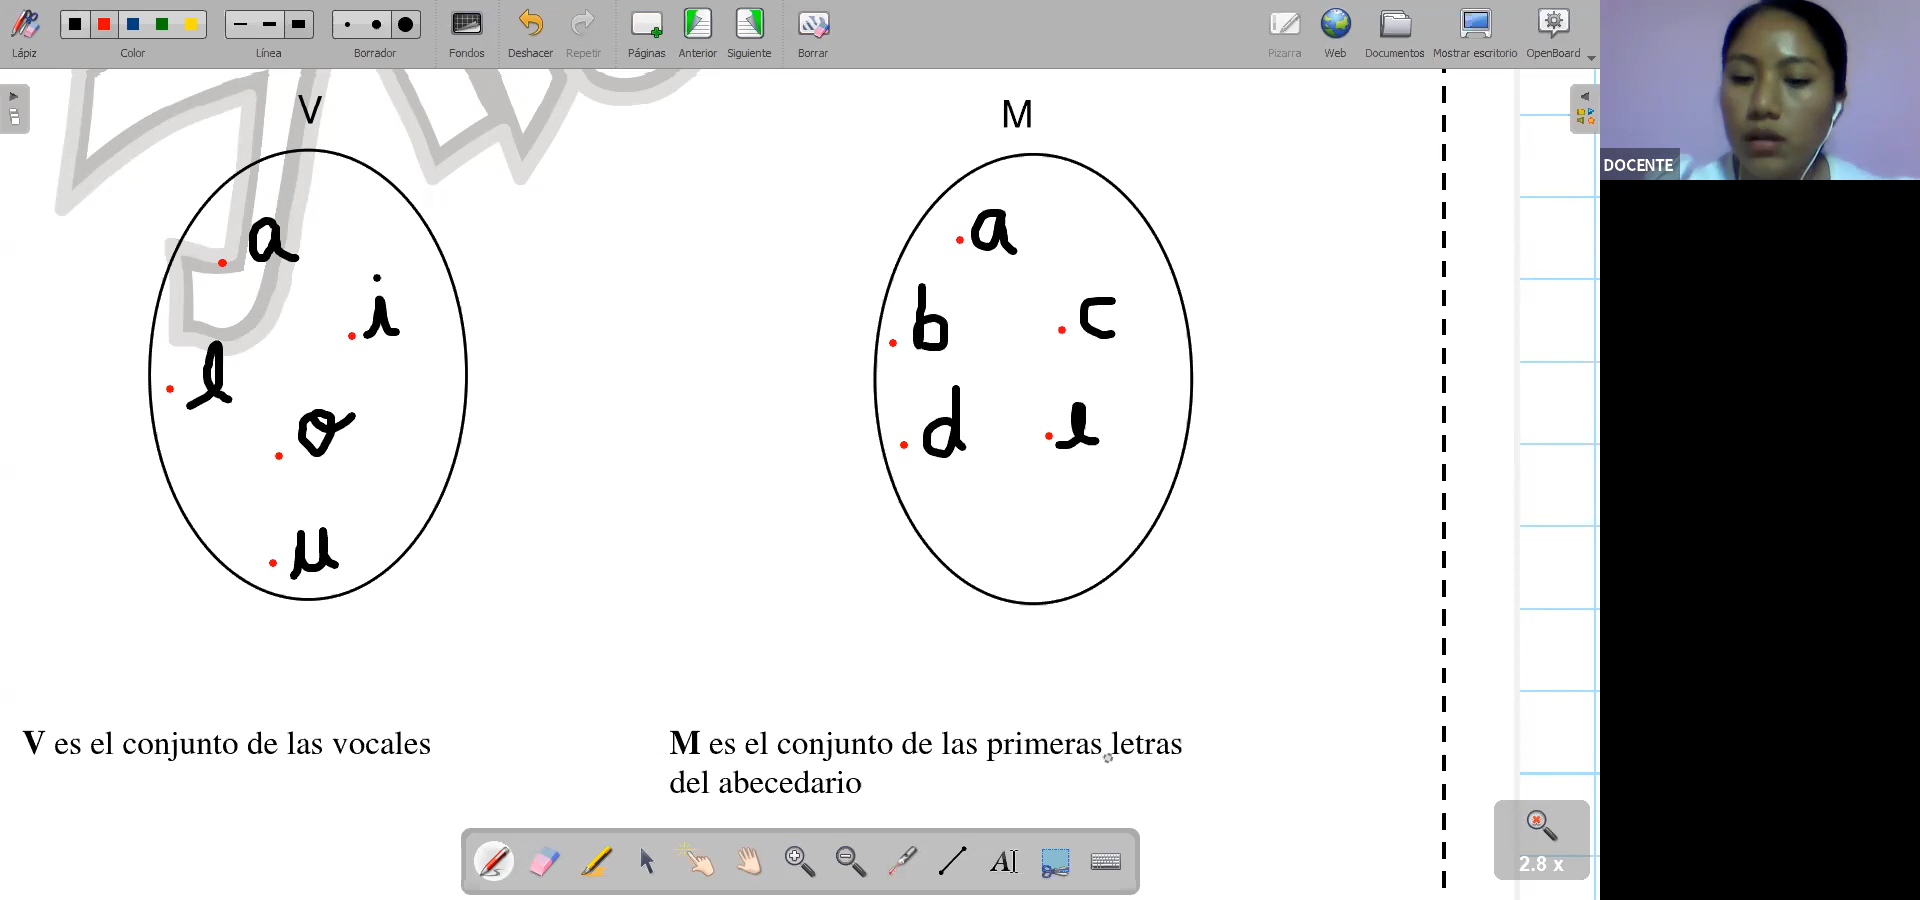 Lápiz Color Línea Borrador Fondos Deshacer Repetir Páginas Anterior Siguiente Borrar Pizarra Web Documentos Mostrar escritorio OpenBoard
DOCENTE
V
M
a
i
e
o
u
a
b
c
d
e
V es el conjunto de las vocales
M es el conjunto de las primeras letras
del abecedario
AI
2.8 x